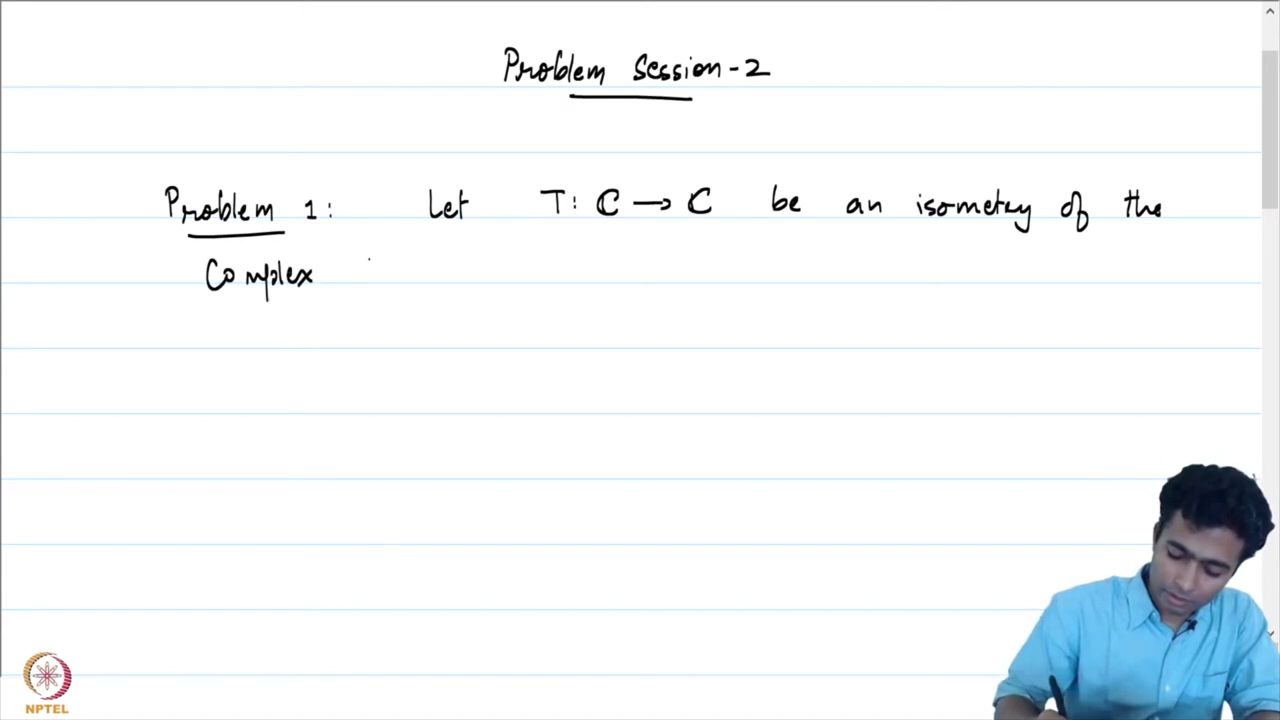 Problem Session-2
Problem 1: Let T: ℂ → ℂ be an isometry of the
Complex
NPTEL